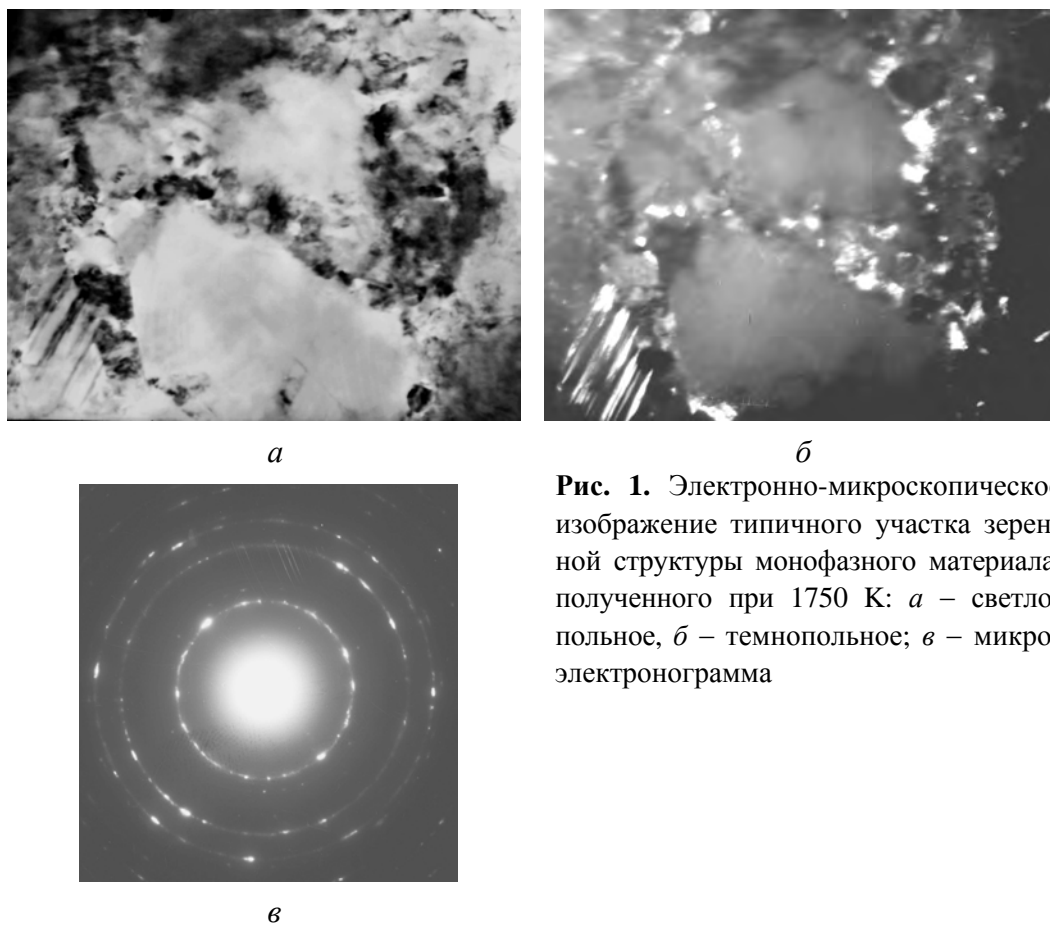 а
б
Рис. 1. Электронно-микроскопическое
изображение типичного участка зерен
ной структуры монофазного материала
полученного при 1750 K: а – светло
польное, б – темнопольное; в – микро
электронограмма
в